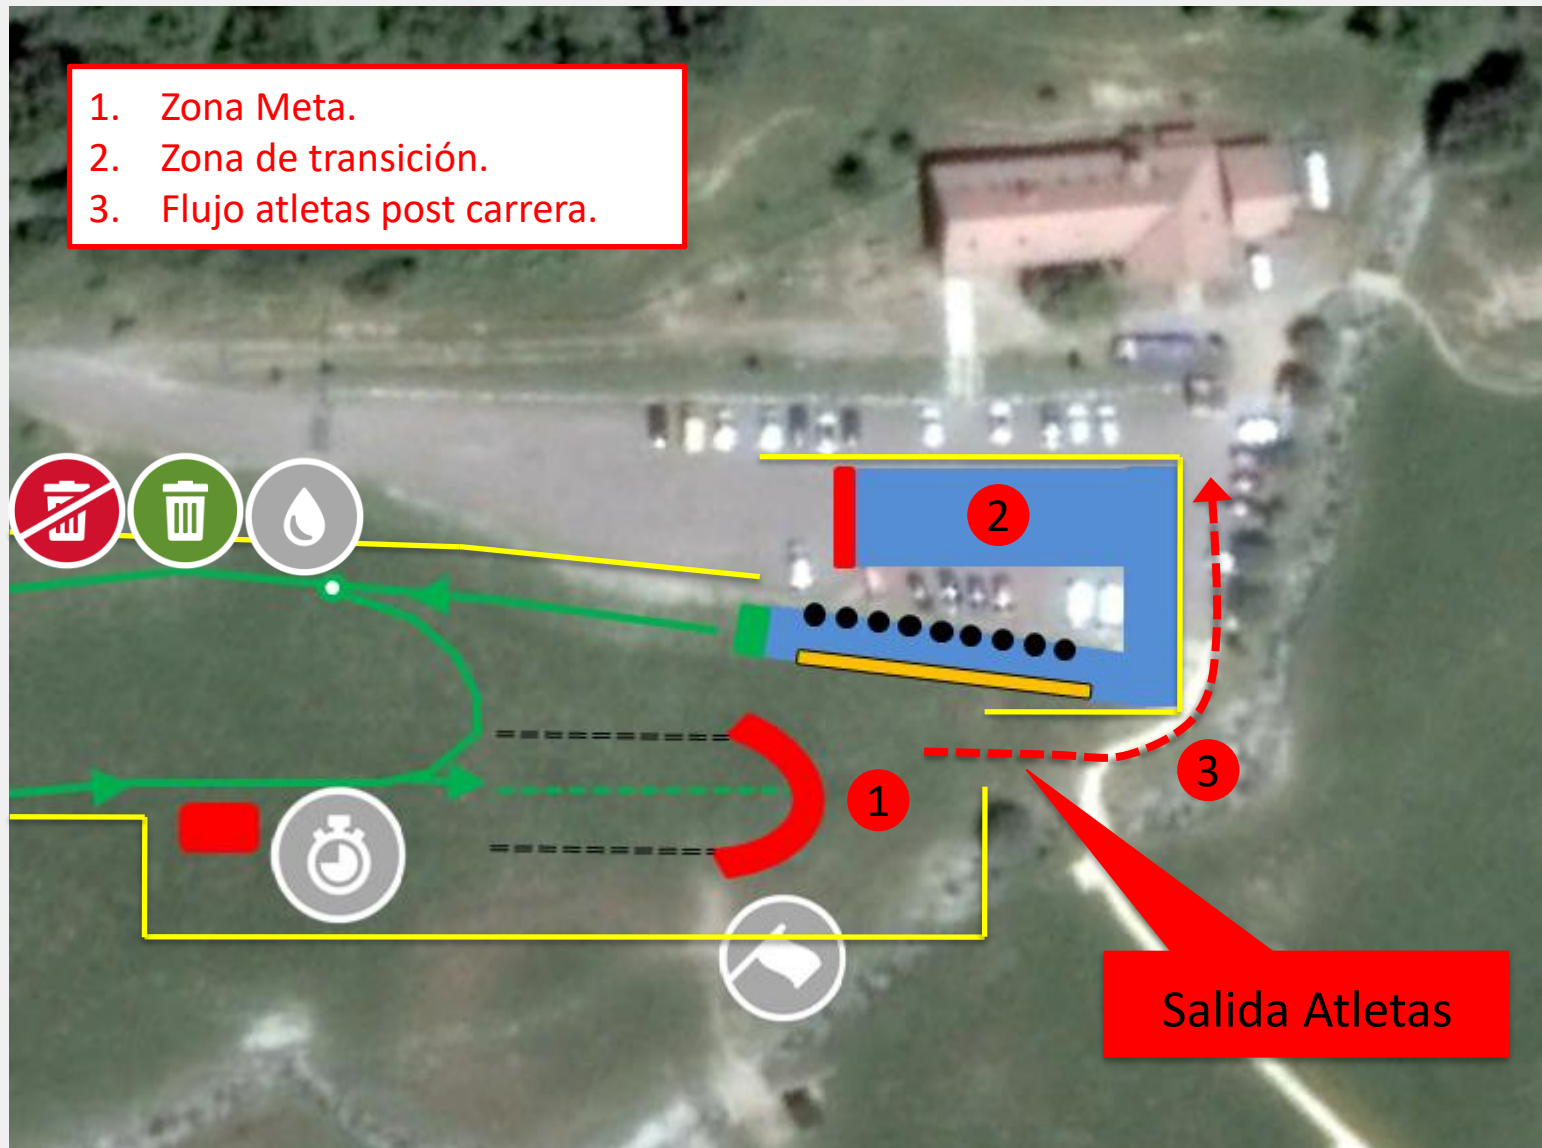 1. Zona Meta.
2. Zona de transición.
3. Flujo atletas post carrera.
2
1
3
Salida Atletas